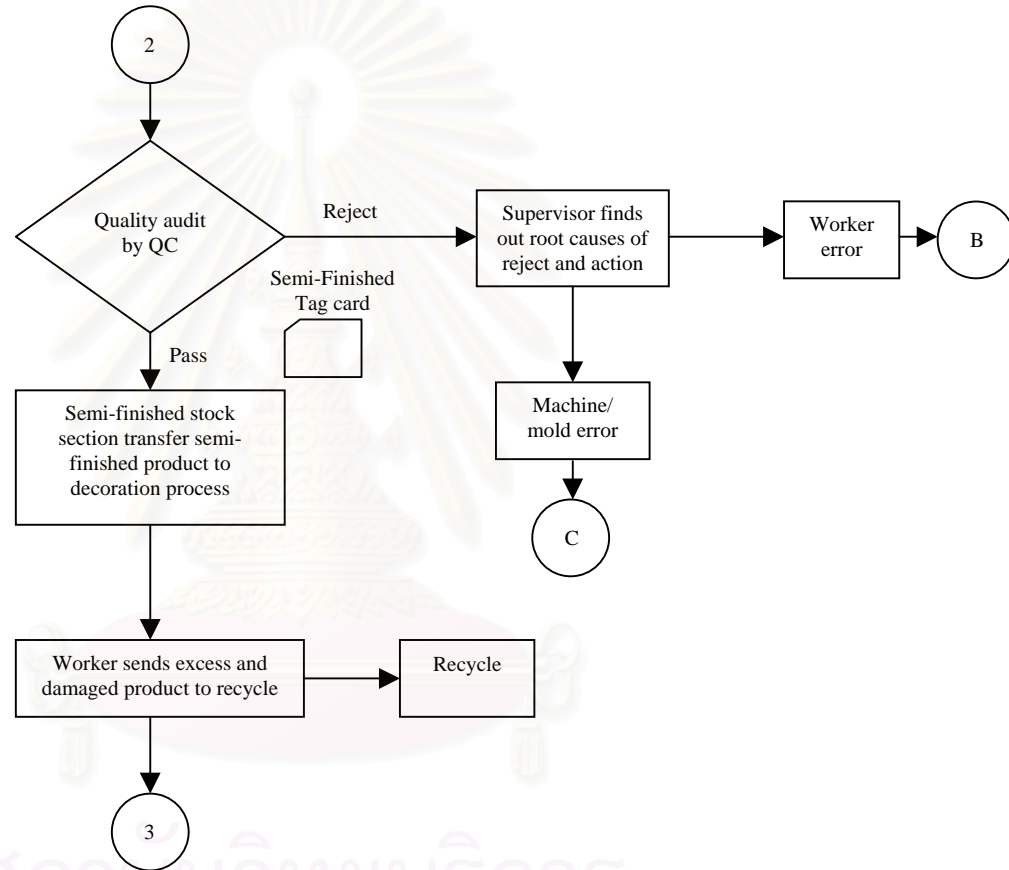 2
Quality audit
by QC
Reject
Supervisor finds
out root causes of
reject and action
Worker
error
B
Semi-Finished
Tag card
Pass
Machine/
mold error
C
Semi-finished stock
section transfer semi-
finished product to
decoration process
Worker sends excess and
damaged product to recycle
Recycle
3